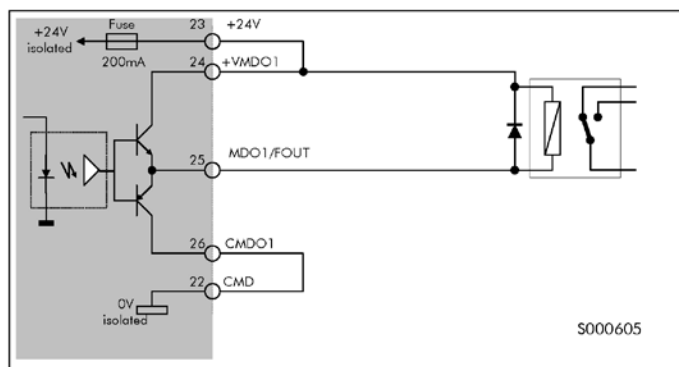 +24V
isolated
Fuse
200mA
23
+24V
24
+VMDO1
25
MDO1/FOUT
26
CMDO1
22
CMD
0V
isolated
S000605